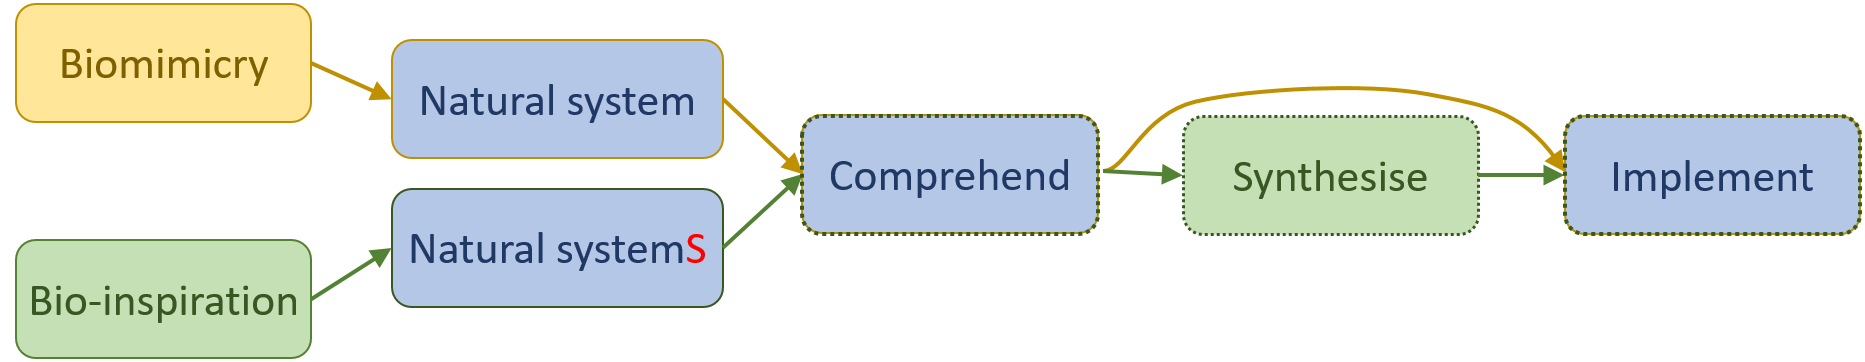 Biomimicry
Natural system
Comprehend
Synthesise
Implement
Natural systemS
Bio-inspiration